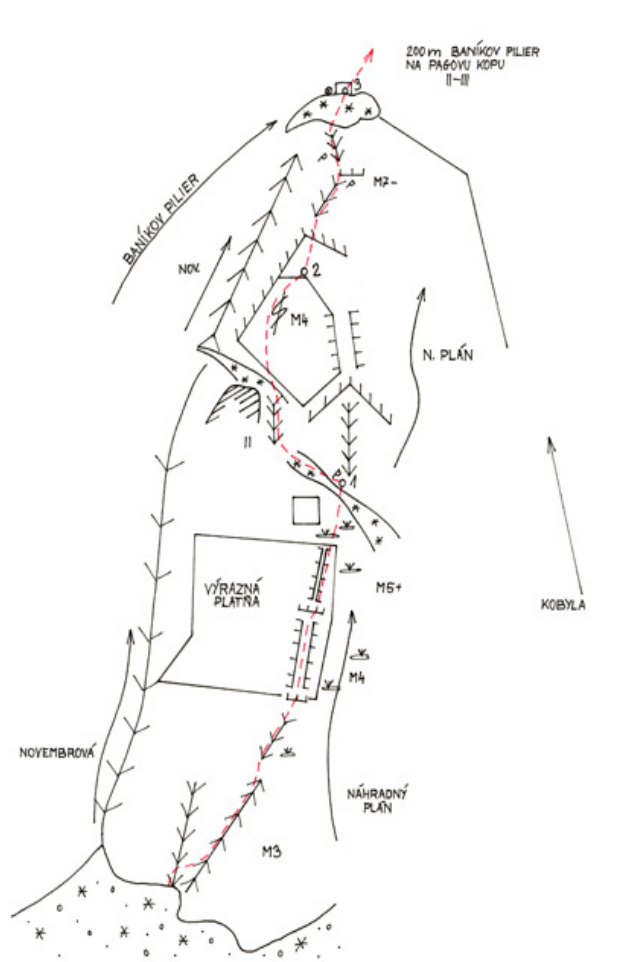 200m BANÍKOV PILIER
NA PAGOVU KOPU
II-III
3
M7-
BANÍKOV PILIER
NOV.
2
M4
N. PLÁN
II
1
VÝRAZNÁ
PLATŇA
M5+
KOBYLA
M4
NOVEMBROVÁ
NÁHRADNÝ
PLÁN
M3